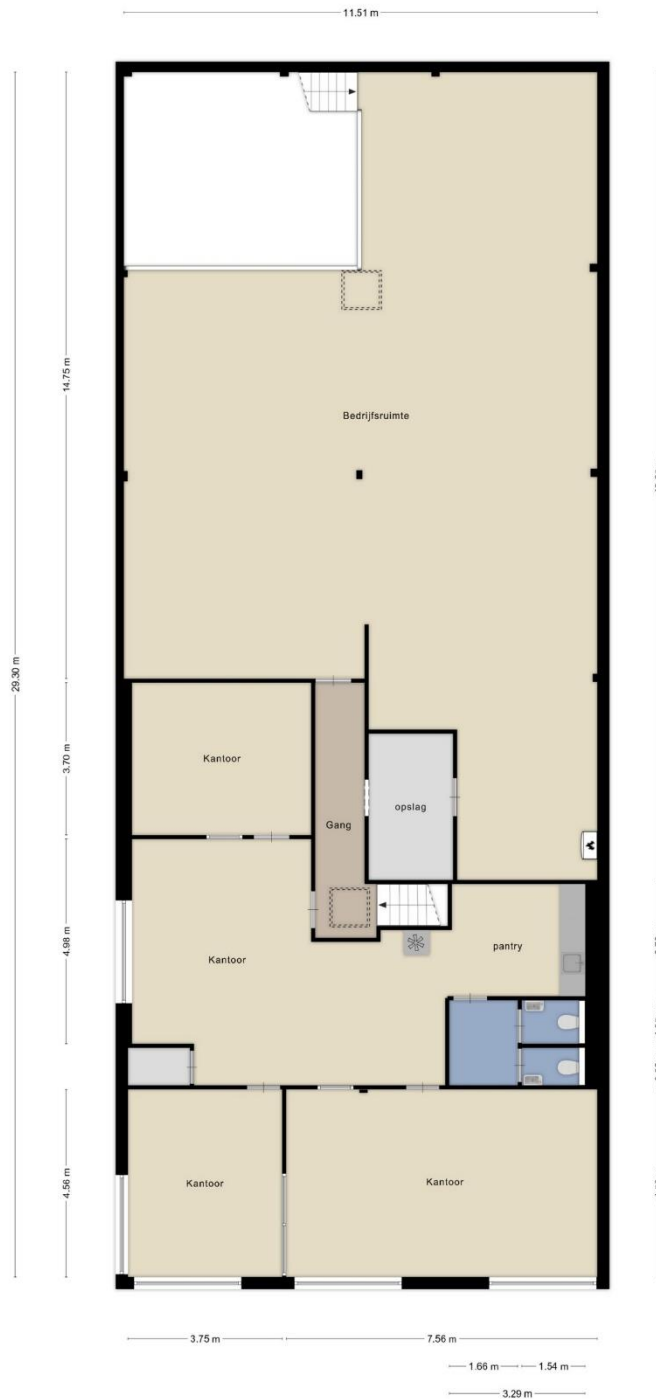 11.51 m
14.75 m
Bedrijfsruimte
29.30 m
3.70 m
Kantoor
opslag
Gang
4.98 m
Kantoor
pantry
4.56 m
Kantoor
Kantoor
3.75 m
7.56 m
1.66 m
1.54 m
3.29 m